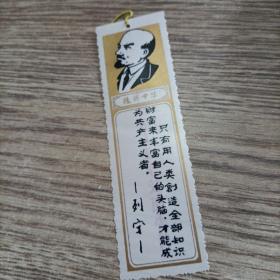 只有用人类创造全部知识
财富来丰富自己的头脑，才能成
为共产主义者。
—列宁—